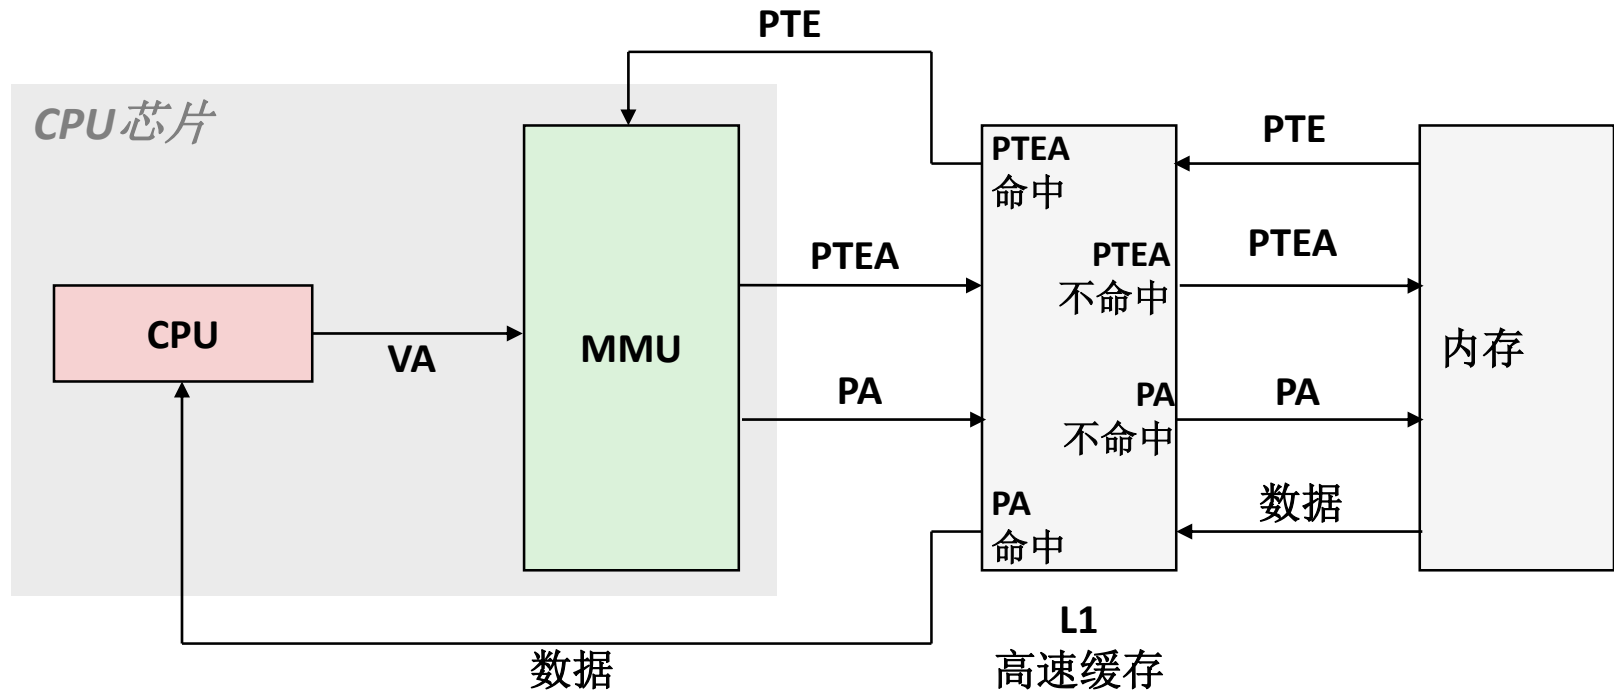 PTE
CPU芯片
PTEA
命中
PTE
PTEA
PTEA
不命中
PTEA
CPU
VA
MMU
内存
PA
PA
不命中
PA
PA
命中
数据
L1
高速缓存
数据